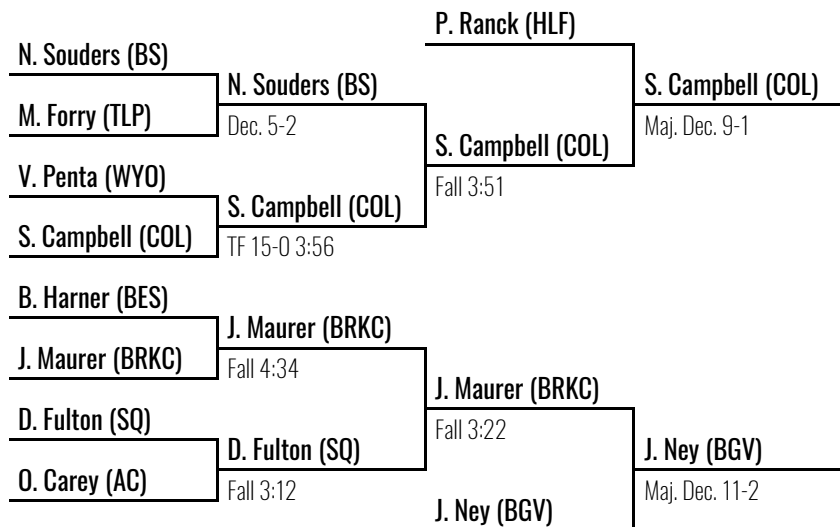 P. Ranck (HLF)
N. Souders (BS)
N. Souders (BS)
S. Campbell (COL)
M. Forry (TLP)
Dec. 5-2
Maj. Dec. 9-1
S. Campbell (COL)
V. Penta (WYO)
Fall 3:51
S. Campbell (COL)
S. Campbell (COL)
TF 15-0 3:56
B. Harner (BES)
J. Maurer (BRKC)
J. Maurer (BRKC)
Fall 4:34
J. Maurer (BRKC)
D. Fulton (SQ)
Fall 3:22
D. Fulton (SQ)
J. Ney (BGV)
O. Carey (AC)
Fall 3:12
Maj. Dec. 11-2
J. Ney (BGV)